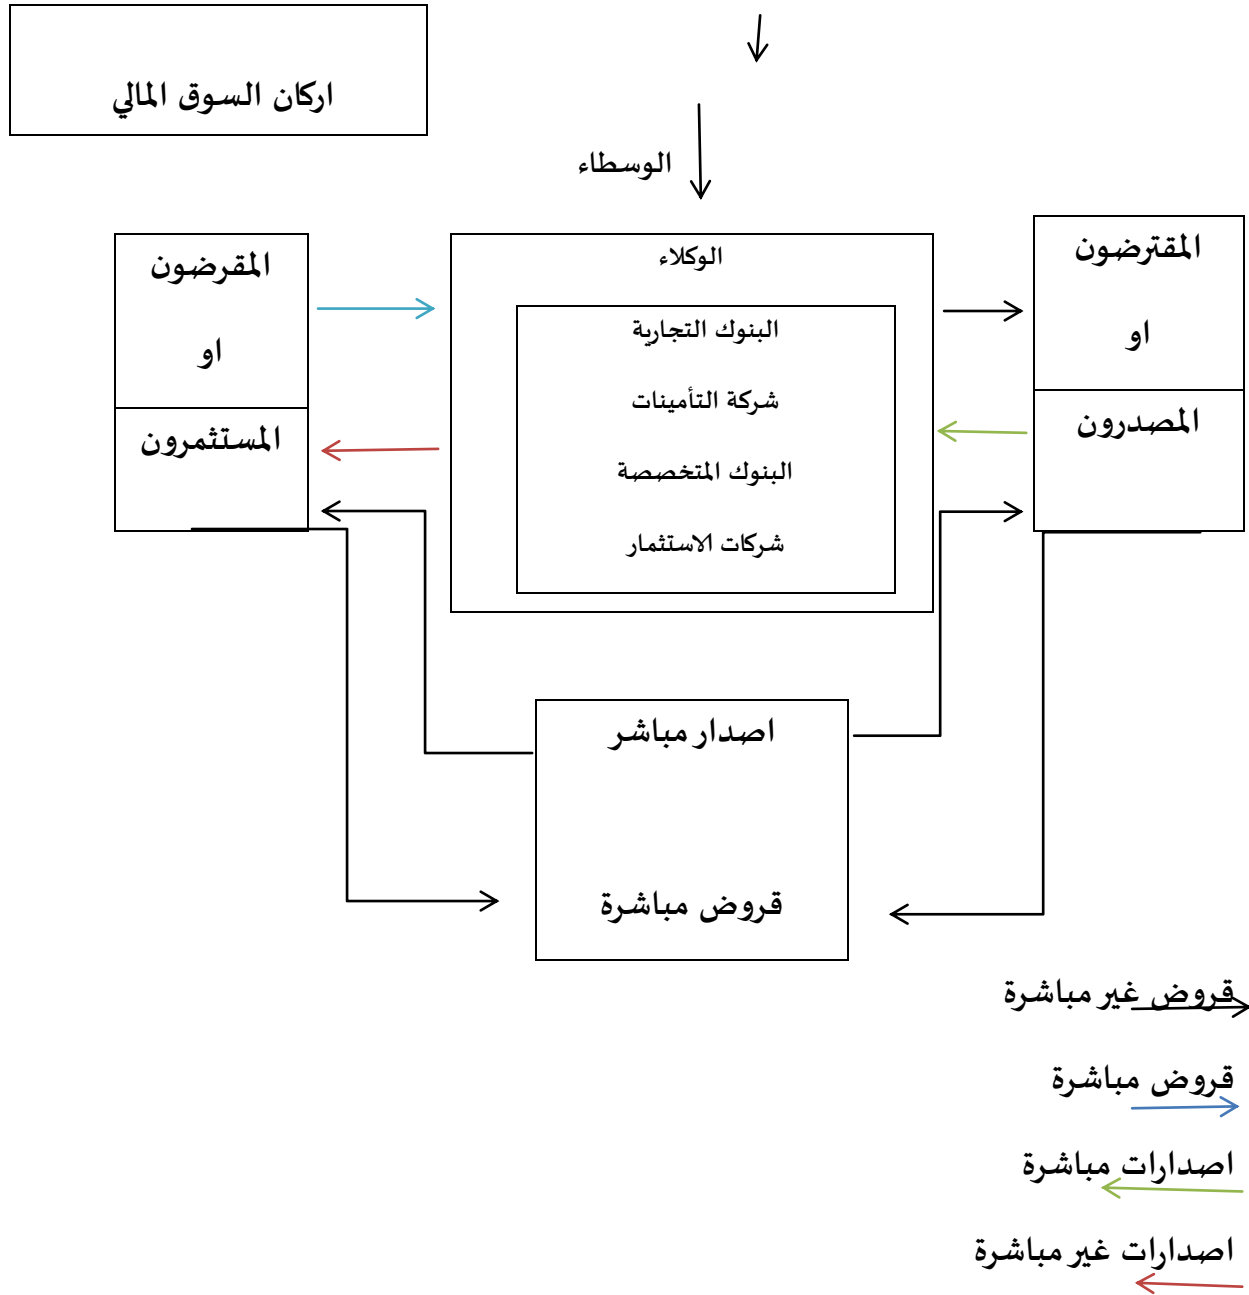 اركان السوق المالي
الوسطاء
المقترضون
او
المصدرون
الوكلاء
البنوك التجارية
شركة التأمينات
البنوك المتخصصة
شركات الاستثمار
المقرضون
او
المستثمرون
اصدار مباشر
قروض مباشرة
قروض غير مباشرة
قروض مباشرة
اصدارات مباشرة
اصدارات غير مباشرة